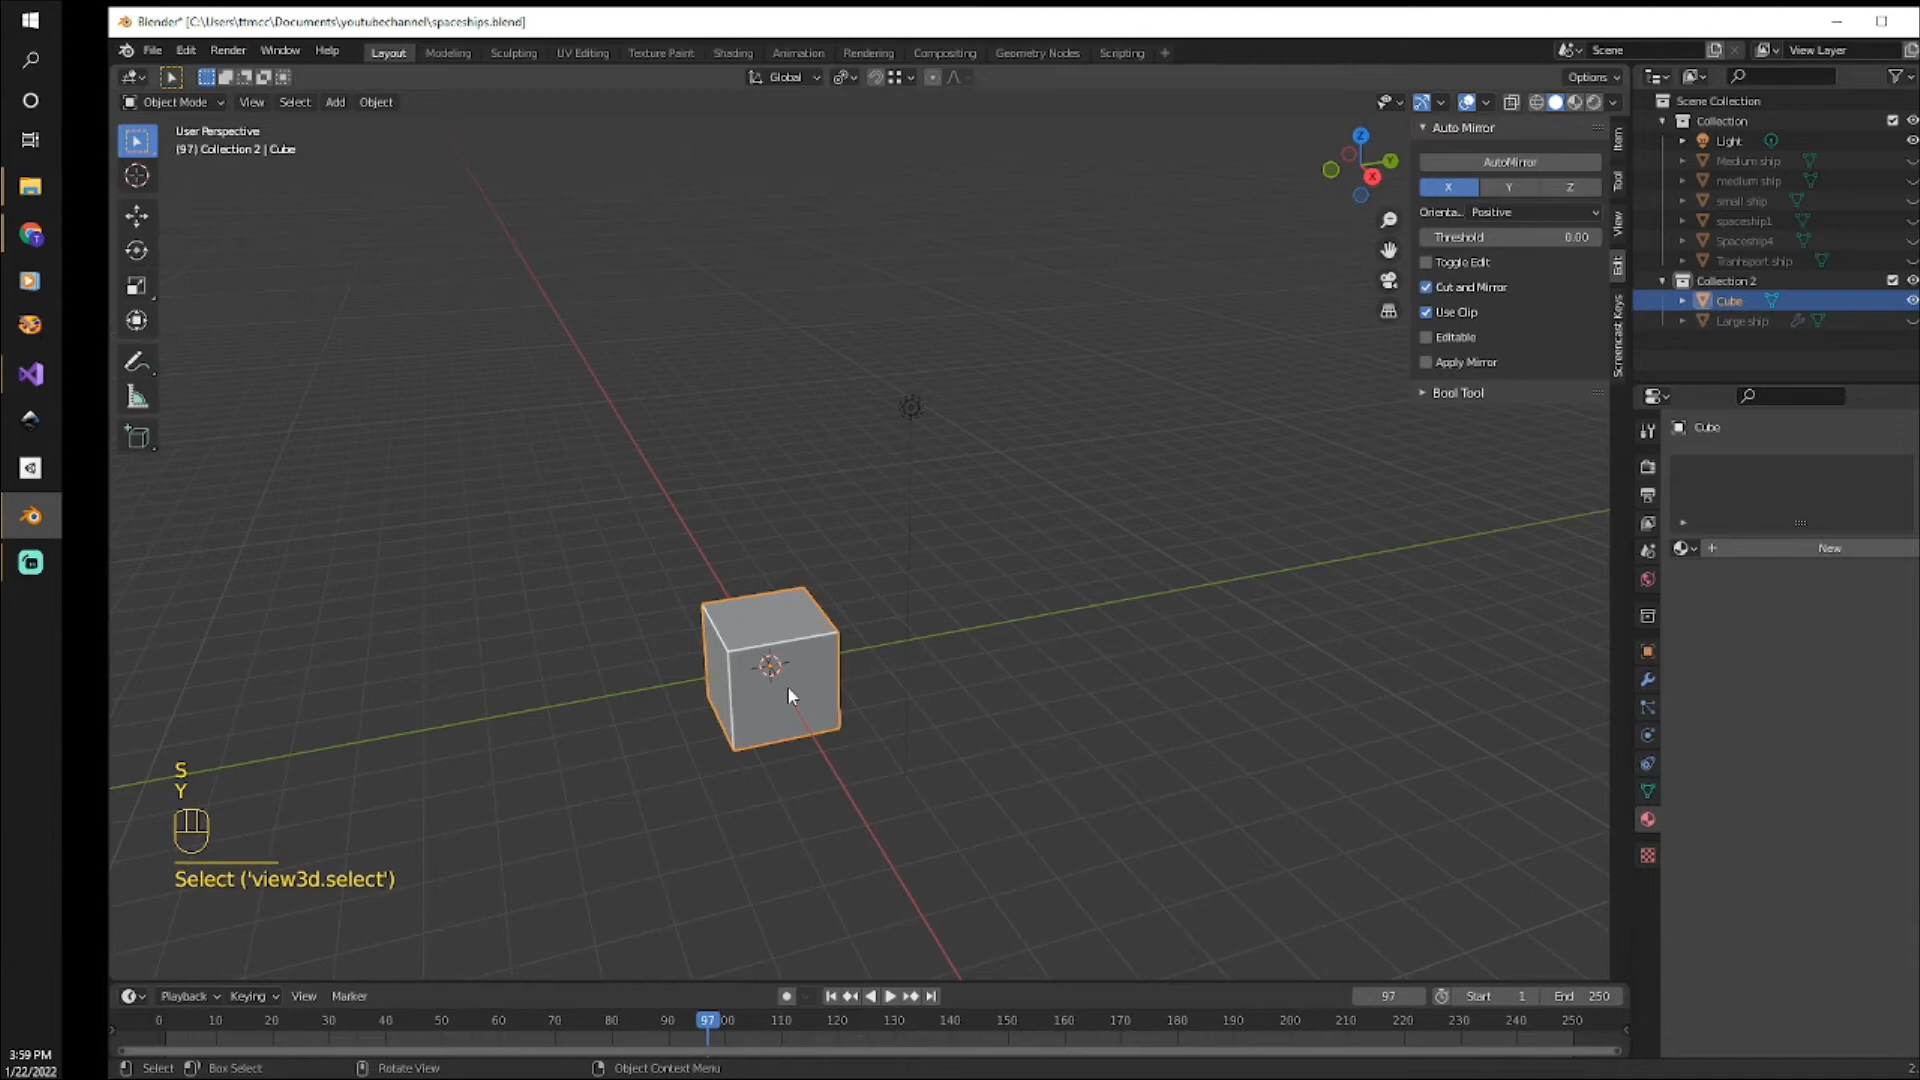 Blender* [C:\Users\ttmcc\Documents\youtubechannel\spaceships.blend]
File Edit Render Window Help Layout Modeling Sculpting UV Editing Texture Paint Shading Animation Rendering Compositing Geometry Nodes Scripting + Scene View Layer
Global Options
Object Mode View Select Add Object
Scene Collection
Collection
Light
Medium ship
medium ship
small ship
spaceship1
Spaceship4
Tranhsport ship
Collection 2
Cube
Large ship
User Perspective
(97) Collection 2 | Cube
Z
Y
X
Auto Mirror
AutoMirror
X Y Z
Orienta... Positive
Threshold 0.00
Toggle Edit
Cut and Mirror
Use Clip
Editable
Apply Mirror
Bool Tool
Item
Tool
View
Edit
Screencast Keys
Cube
New
S
Y
Select ('view3d.select')
Playback Keying View Marker 97 Start 1 End 250
0 10 20 30 40 50 60 70 80 90 97 00 110 120 130 140 150 160 170 180 190 200 210 220 230 240 250
Select Box Select Rotate View Object Context Menu 2.
3:59 PM
1/22/2022